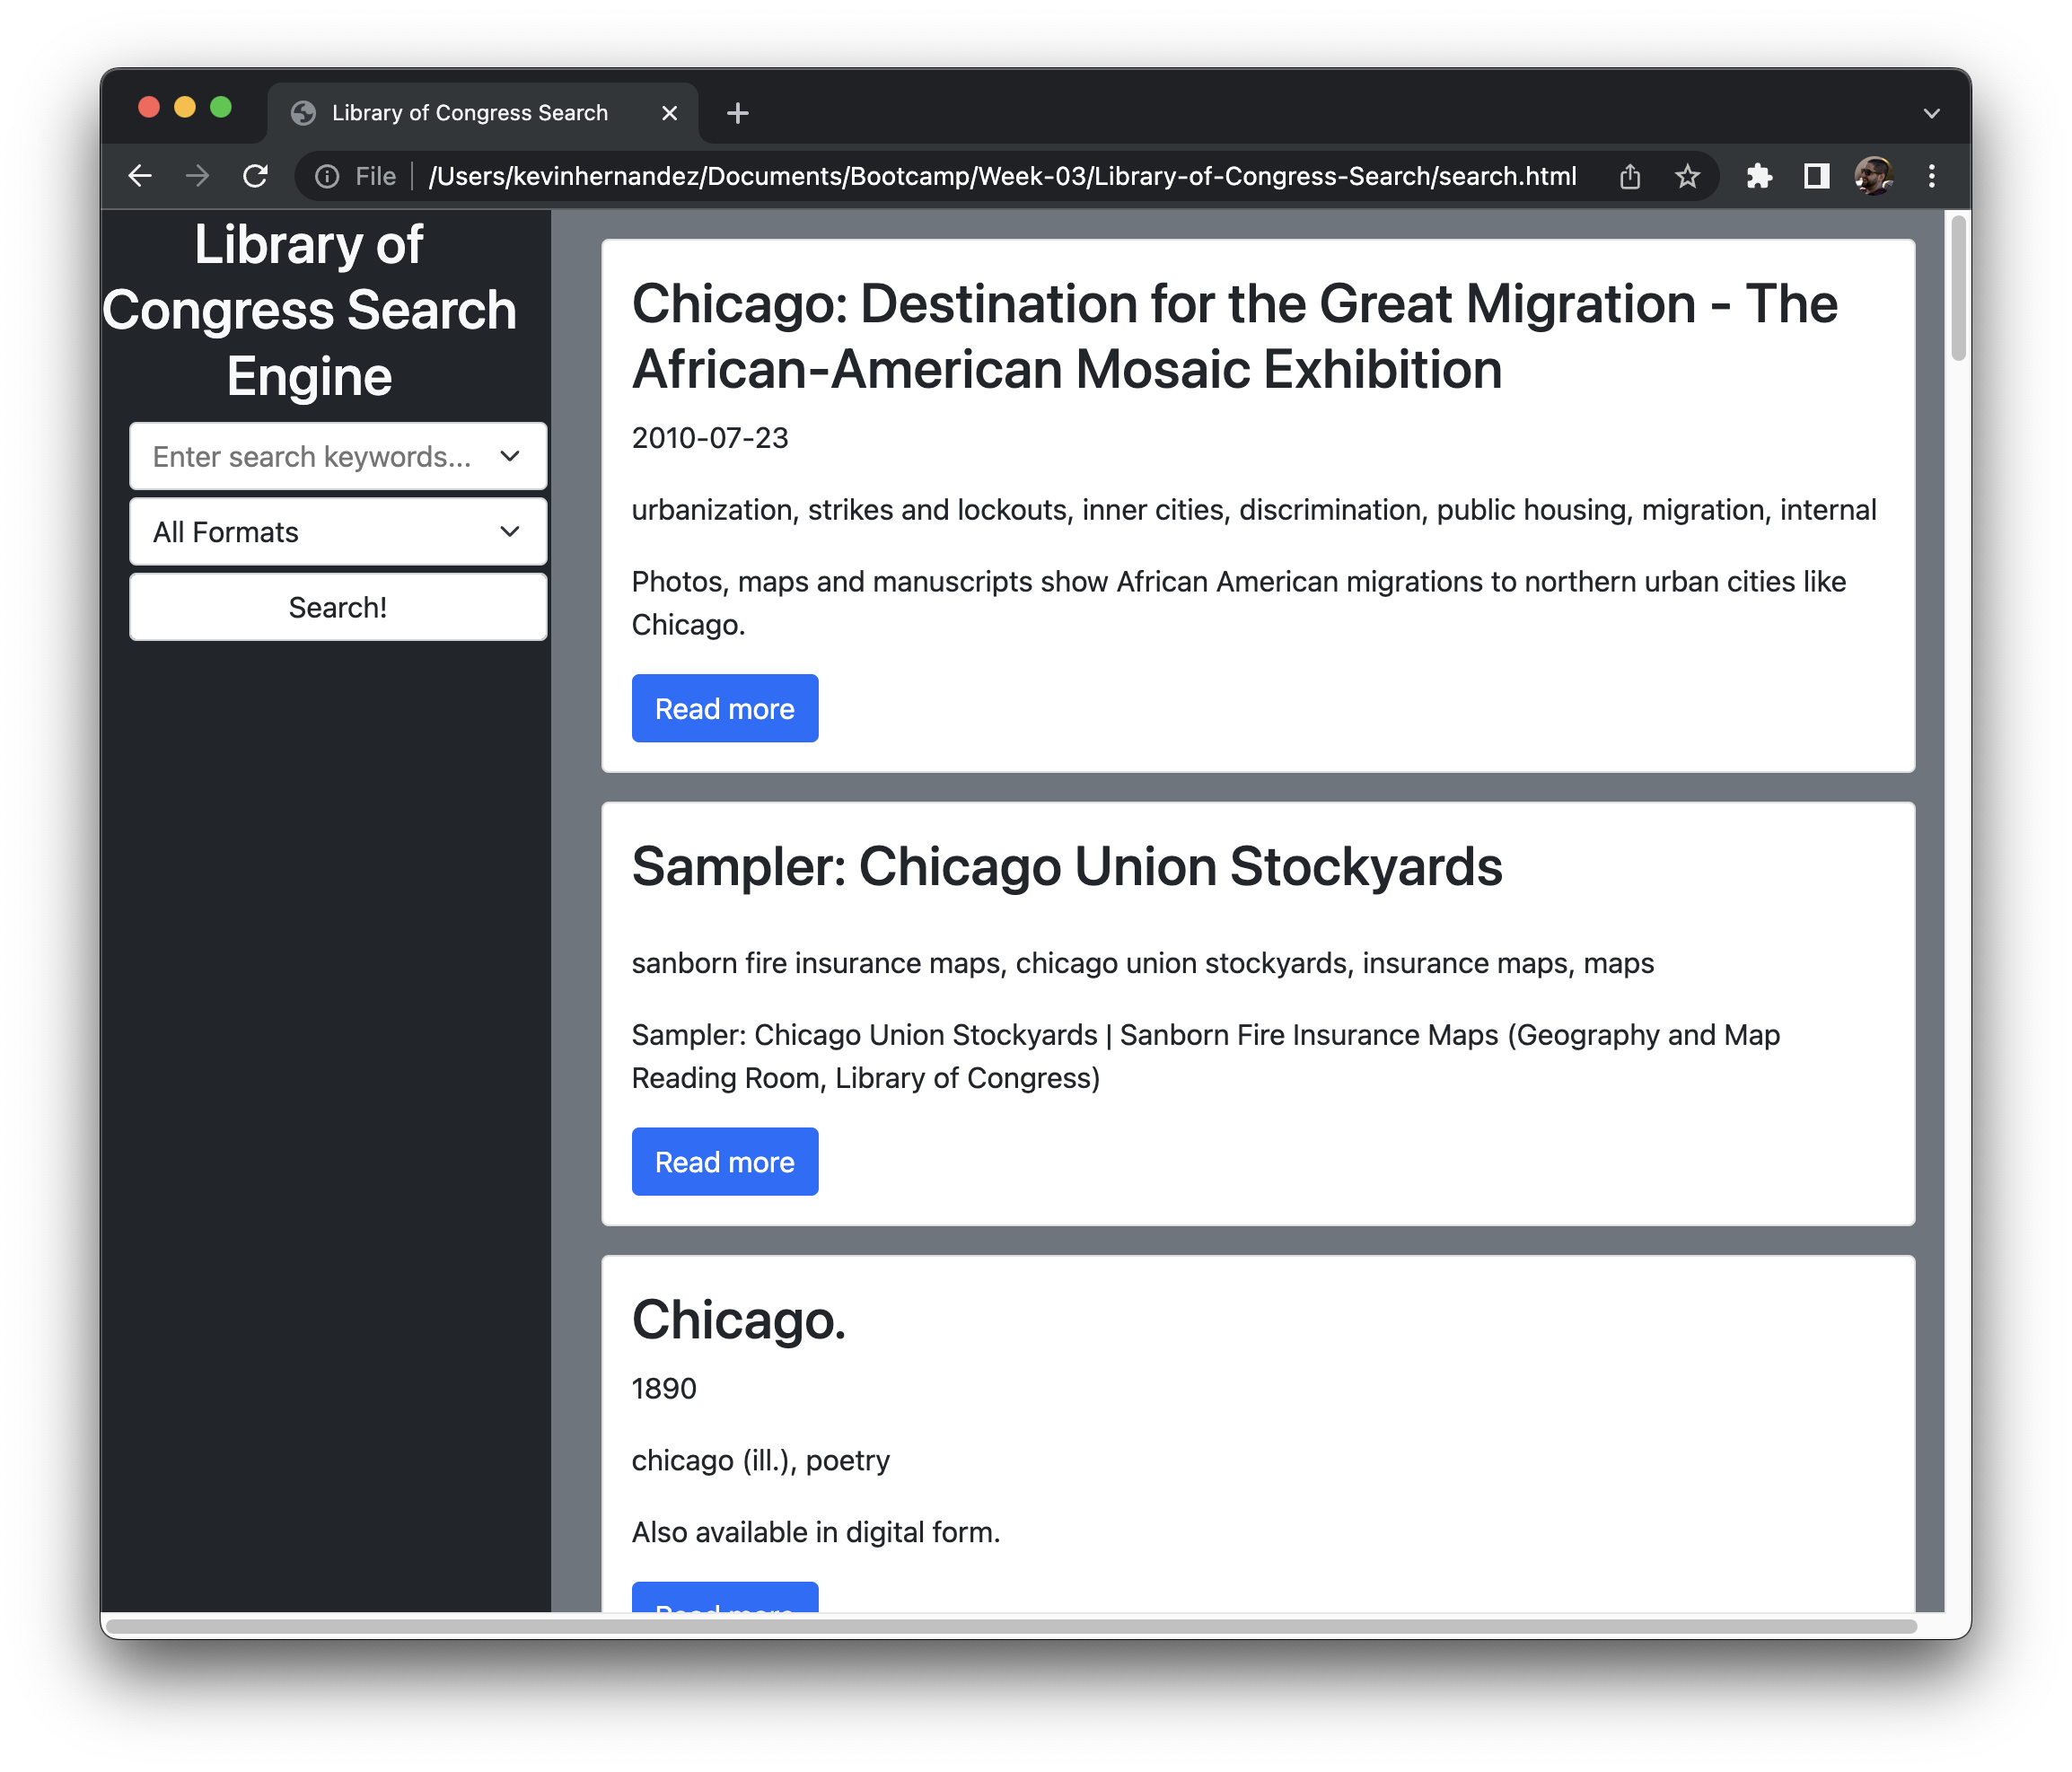 Library of Congress Search
File
/Users/kevinhernandez/Documents/Bootcamp/Week-03/Library-of-Congress-Search/search.html
Library of
Congress Search
Engine
Enter search keywords...
All Formats
Search!
Chicago: Destination for the Great Migration - The
African-American Mosaic Exhibition
2010-07-23
urbanization, strikes and lockouts, inner cities, discrimination, public housing, migration, internal
Photos, maps and manuscripts show African American migrations to northern urban cities like
Chicago.
Read more
Sampler: Chicago Union Stockyards
sanborn fire insurance maps, chicago union stockyards, insurance maps, maps
Sampler: Chicago Union Stockyards | Sanborn Fire Insurance Maps (Geography and Map
Reading Room, Library of Congress)
Read more
Chicago.
1890
chicago (ill.), poetry
Also available in digital form.
Read more